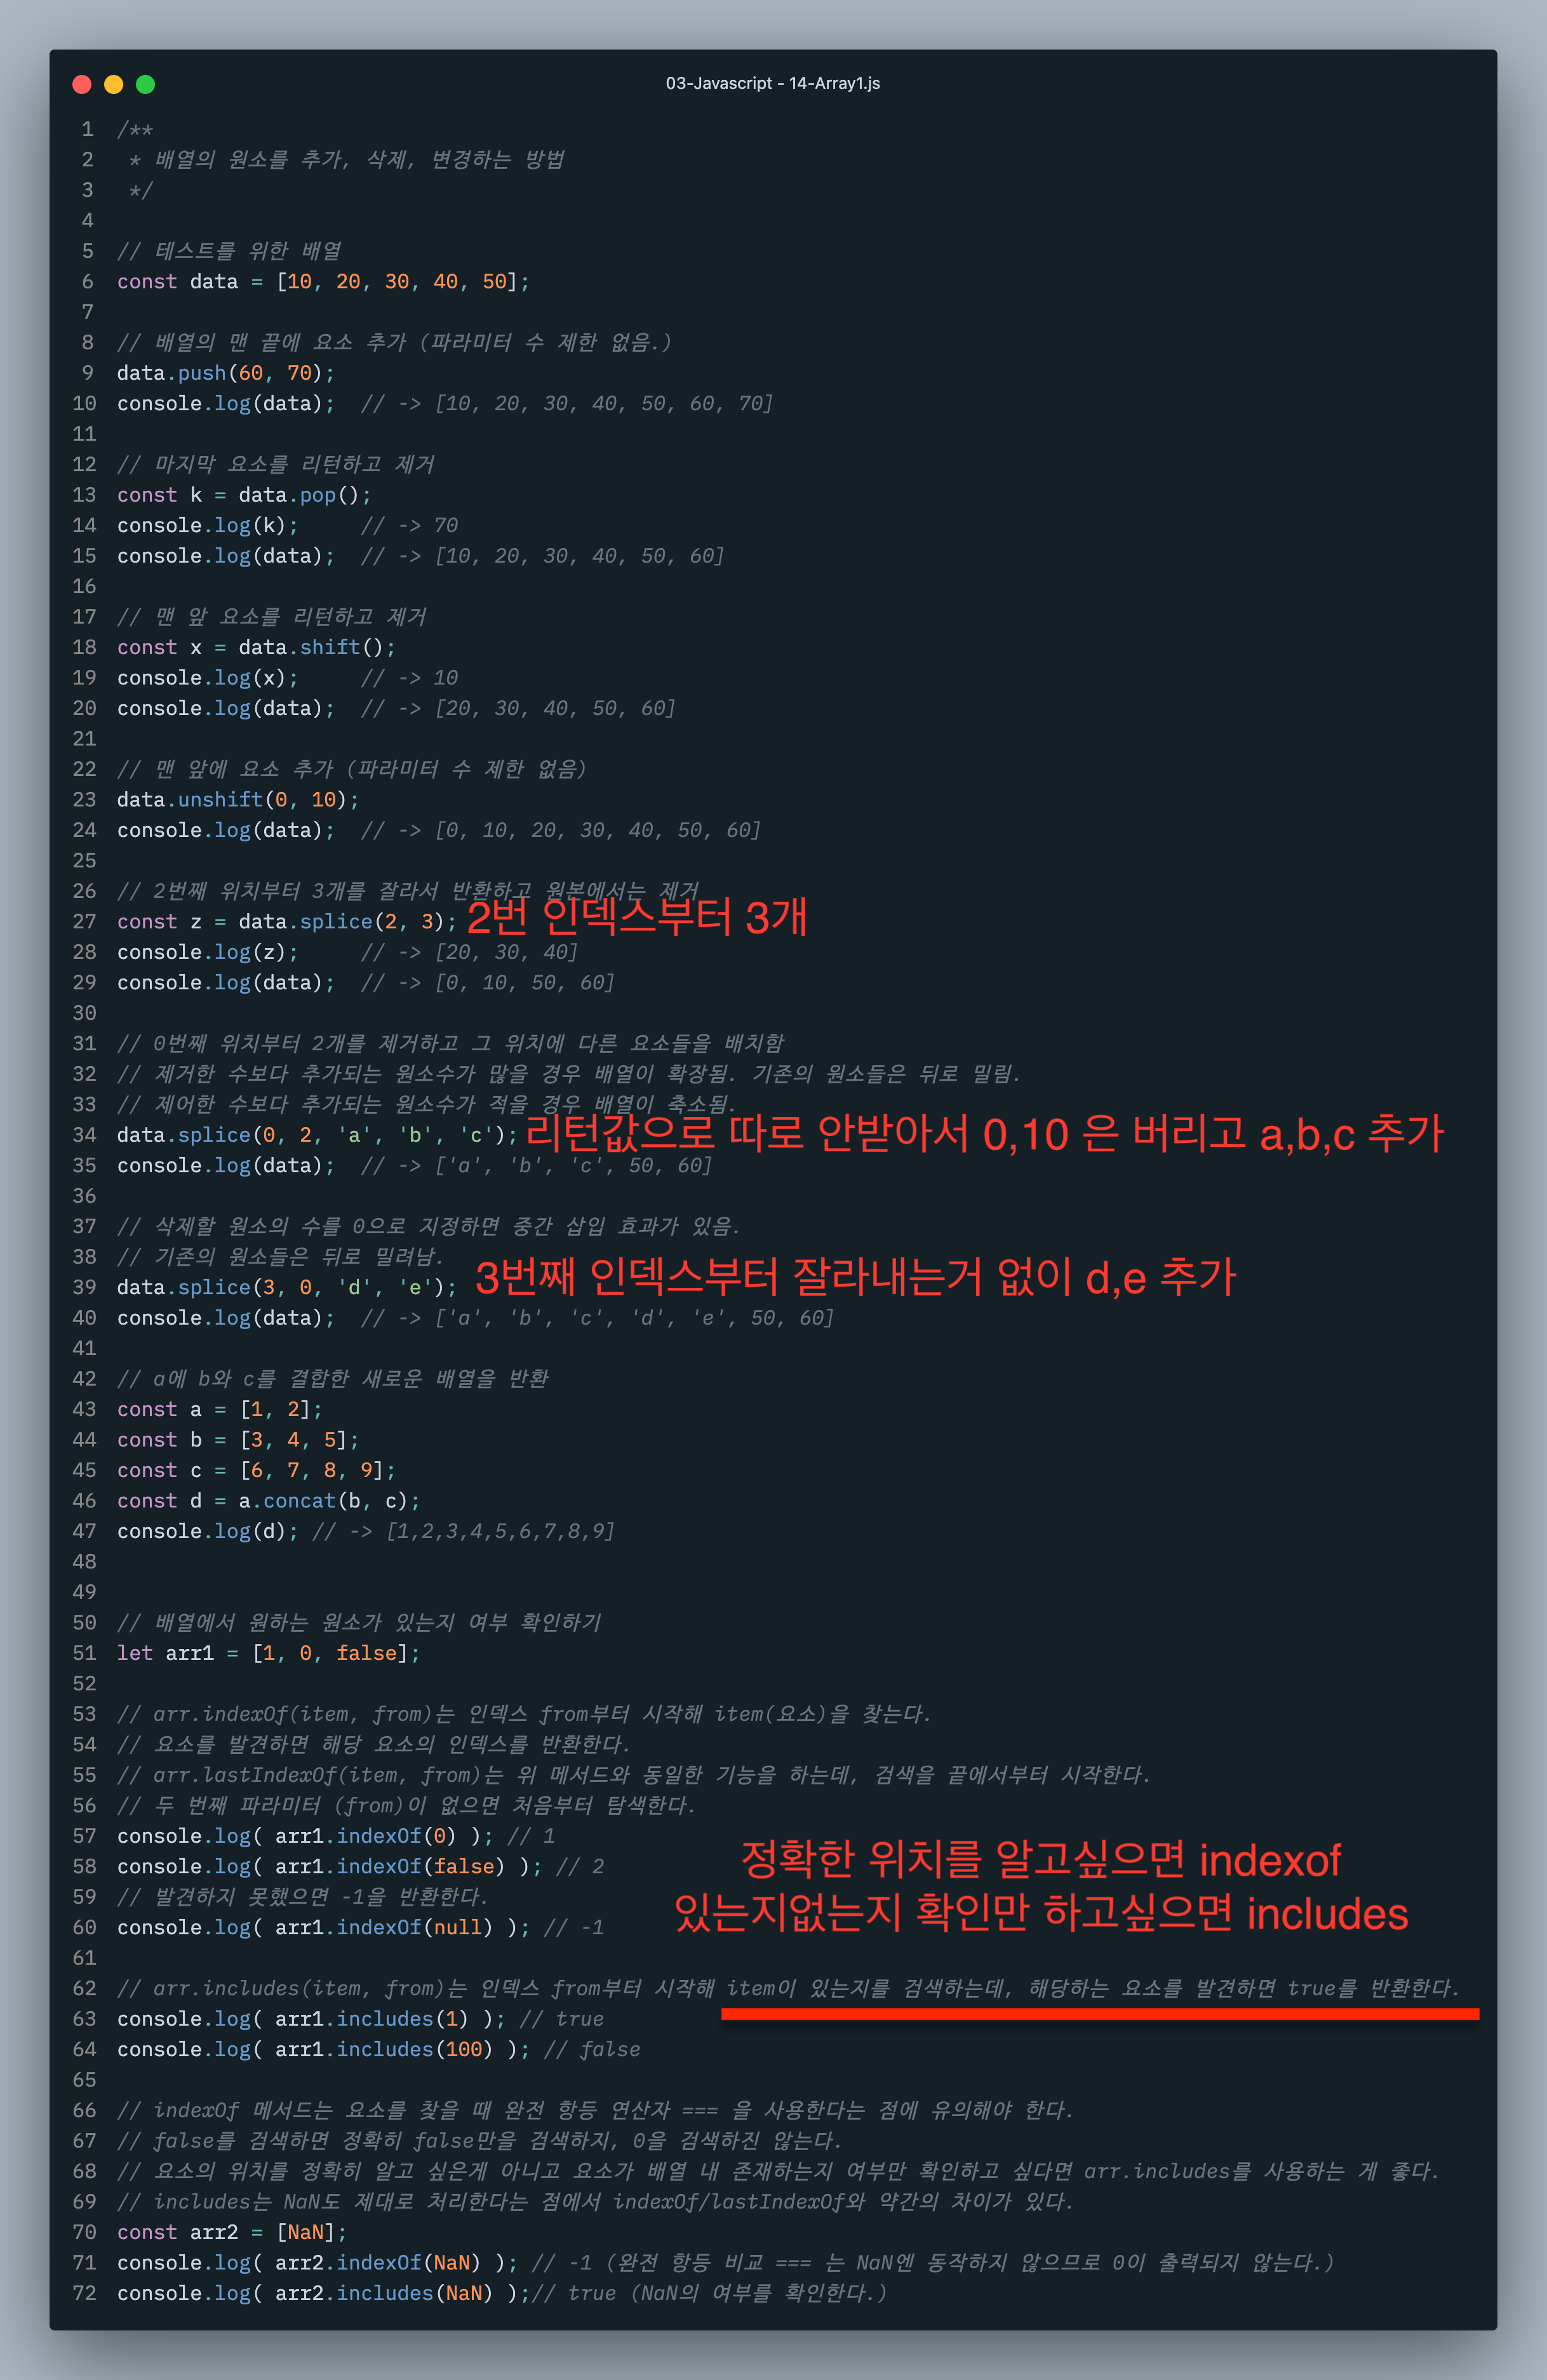 03-Javascript - 14-Array1.js
1 /**
2  * 배열의 원소를 추가, 삭제, 변경하는 방법
3  */
4
5 // 테스트를 위한 배열
6 const data = [10, 20, 30, 40, 50];
7
8 // 배열의 맨 끝에 요소 추가 (파라미터 수 제한 없음.)
9 data.push(60, 70);
10 console.log(data);  // -> [10, 20, 30, 40, 50, 60, 70]
11
12 // 마지막 요소를 리턴하고 제거
13 const k = data.pop();
14 console.log(k);     // -> 70
15 console.log(data);  // -> [10, 20, 30, 40, 50, 60]
16
17 // 맨 앞 요소를 리턴하고 제거
18 const x = data.shift();
19 console.log(x);     // -> 10
20 console.log(data);  // -> [20, 30, 40, 50, 60]
21
22 // 맨 앞에 요소 추가 (파라미터 수 제한 없음)
23 data.unshift(0, 10);
24 console.log(data);  // -> [0, 10, 20, 30, 40, 50, 60]
25
26 // 2번째 위치부터 3개를 잘라서 반환하고 원본에서는 제거
27 const z = data.splice(2, 3); 2번 인덱스부터 3개
28 console.log(z);     // -> [20, 30, 40]
29 console.log(data);  // -> [0, 10, 50, 60]
30
31 // 0번째 위치부터 2개를 제거하고 그 위치에 다른 요소들을 배치함
32 // 제거한 수보다 추가되는 원소수가 많을 경우 배열이 확장됨. 기존의 원소들은 뒤로 밀림.
33 // 제어한 수보다 추가되는 원소수가 적을 경우 배열이 축소됨.
34 data.splice(0, 2, 'a', 'b', 'c'); 리턴값으로 따로 안받아서 0,10 은 버리고 a,b,c 추가
35 console.log(data);  // -> ['a', 'b', 'c', 50, 60]
36
37 // 삭제할 원소의 수를 0으로 지정하면 중간 삽입 효과가 있음.
38 // 기존의 원소들은 뒤로 밀려남.
39 data.splice(3, 0, 'd', 'e'); 3번째 인덱스부터 잘라내는거 없이 d,e 추가
40 console.log(data);  // -> ['a', 'b', 'c', 'd', 'e', 50, 60]
41
42 // a에 b와 c를 결합한 새로운 배열을 반환
43 const a = [1, 2];
44 const b = [3, 4, 5];
45 const c = [6, 7, 8, 9];
46 const d = a.concat(b, c);
47 console.log(d); // -> [1,2,3,4,5,6,7,8,9]
48
49
50 // 배열에서 원하는 원소가 있는지 여부 확인하기
51 let arr1 = [1, 0, false];
52
53 // arr.indexOf(item, from)는 인덱스 from부터 시작해 item(요소)을 찾는다.
54 // 요소를 발견하면 해당 요소의 인덱스를 반환한다.
55 // arr.lastIndexOf(item, from)는 위 메서드와 동일한 기능을 하는데, 검색을 끝에서부터 시작한다.
56 // 두 번째 파라미터 (from)이 없으면 처음부터 탐색한다.
57 console.log( arr1.indexOf(0) ); // 1
58 console.log( arr1.indexOf(false) ); // 2
정확한 위치를 알고싶으면 indexof
59 // 발견하지 못했으면 -1을 반환한다.
있는지없는지 확인만 하고싶으면 includes
60 console.log( arr1.indexOf(null) ); // -1
61
62 // arr.includes(item, from)는 인덱스 from부터 시작해 item이 있는지를 검색하는데, 해당하는 요소를 발견하면 true를 반환한다.
63 console.log( arr1.includes(1) ); // true
64 console.log( arr1.includes(100) ); // false
65
66 // indexOf 메서드는 요소를 찾을 때 완전 항등 연산자 === 을 사용한다는 점에 유의해야 한다.
67 // false를 검색하면 정확히 false만을 검색하지, 0을 검색하진 않는다.
68 // 요소의 위치를 정확히 알고 싶은게 아니고 요소가 배열 내 존재하는지 여부만 확인하고 싶다면 arr.includes를 사용하는 게 좋다.
69 // includes는 NaN도 제대로 처리한다는 점에서 indexOf/lastIndexOf와 약간의 차이가 있다.
70 const arr2 = [NaN];
71 console.log( arr2.indexOf(NaN) ); // -1 (완전 항등 비교 === 는 NaN엔 동작하지 않으므로 0이 출력되지 않는다.)
72 console.log( arr2.includes(NaN) );// true (NaN의 여부를 확인한다.)